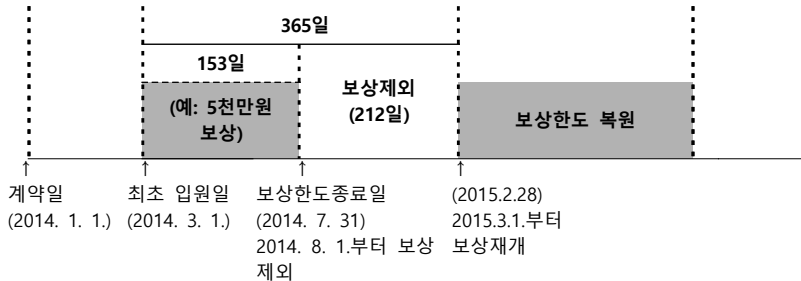 365일
153일
(예: 5천만원
보상)
보상제외
(212일)
보상한도 복원
↑
계약일
(2014. 1. 1.)
↑
최초 입원일
(2014. 3. 1.)
↑
보상한도종료일
(2014. 7. 31)
2014. 8. 1.부터 보상
제외
↑
(2015.2.28)
2015.3.1.부터
보상재개